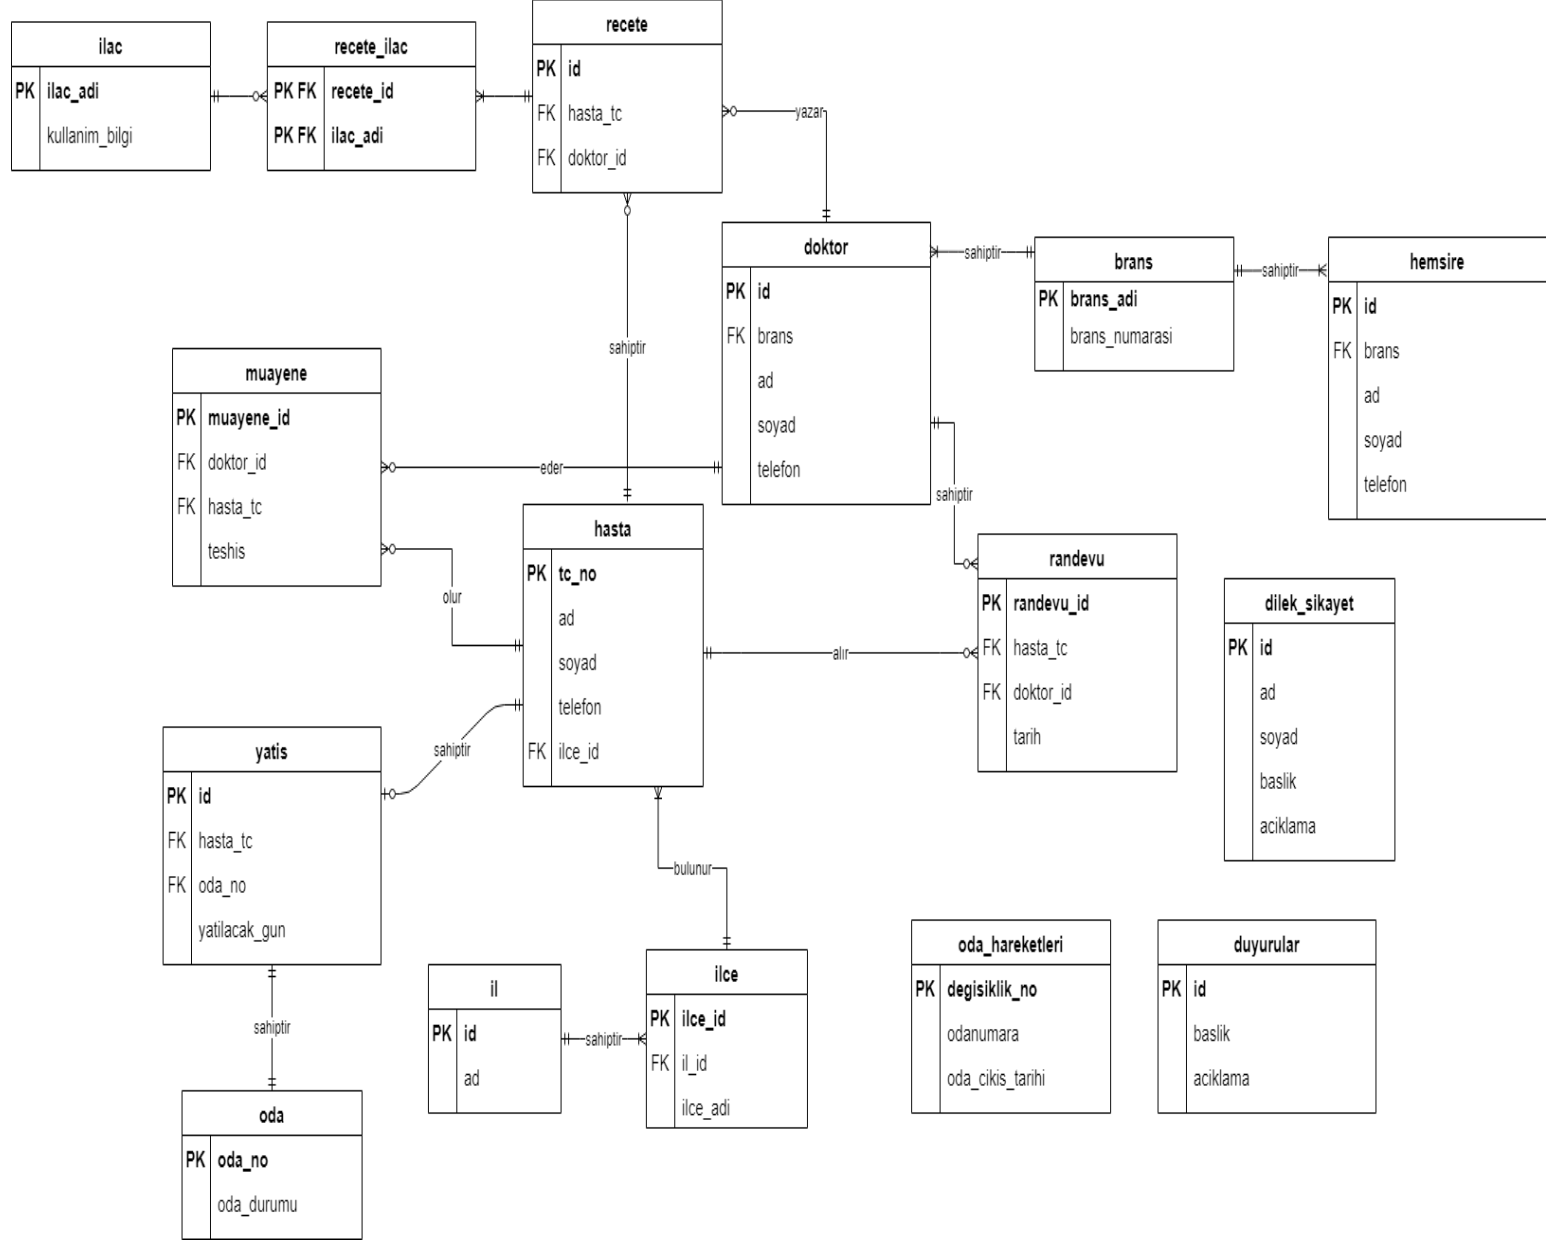 ilac
PK ilac_adi
kullanim_bilgi
recete_ilac
PK FK recete_id
PK FK ilac_adi
recete
PK id
FK hasta_tc
FK doktor_id
yazar
doktor
PK id
FK brans
ad
soyad
telefon
sahiptir
brans
PK brans_adi
brans_numarasi
sahiptir
hemsire
PK id
FK brans
ad
soyad
telefon
sahiptir
muayene
PK muayene_id
FK doktor_id
FK hasta_tc
teshis
eder
olur
hasta
PK tc_no
ad
soyad
telefon
FK ilce_id
sahiptir
alır
randevu
PK randevu_id
FK hasta_tc
FK doktor_id
tarih
dilek_sikayet
PK id
ad
soyad
baslik
aciklama
yatis
PK id
FK hasta_tc
FK oda_no
yatilacak_gun
sahiptir
bulunur
sahiptir
oda
PK oda_no
oda_durumu
il
PK id
ad
sahiptir
ilce
PK ilce_id
FK il_id
ilce_adi
oda_hareketleri
PK degisiklik_no
odanumara
oda_cikis_tarihi
duyurular
PK id
baslik
aciklama